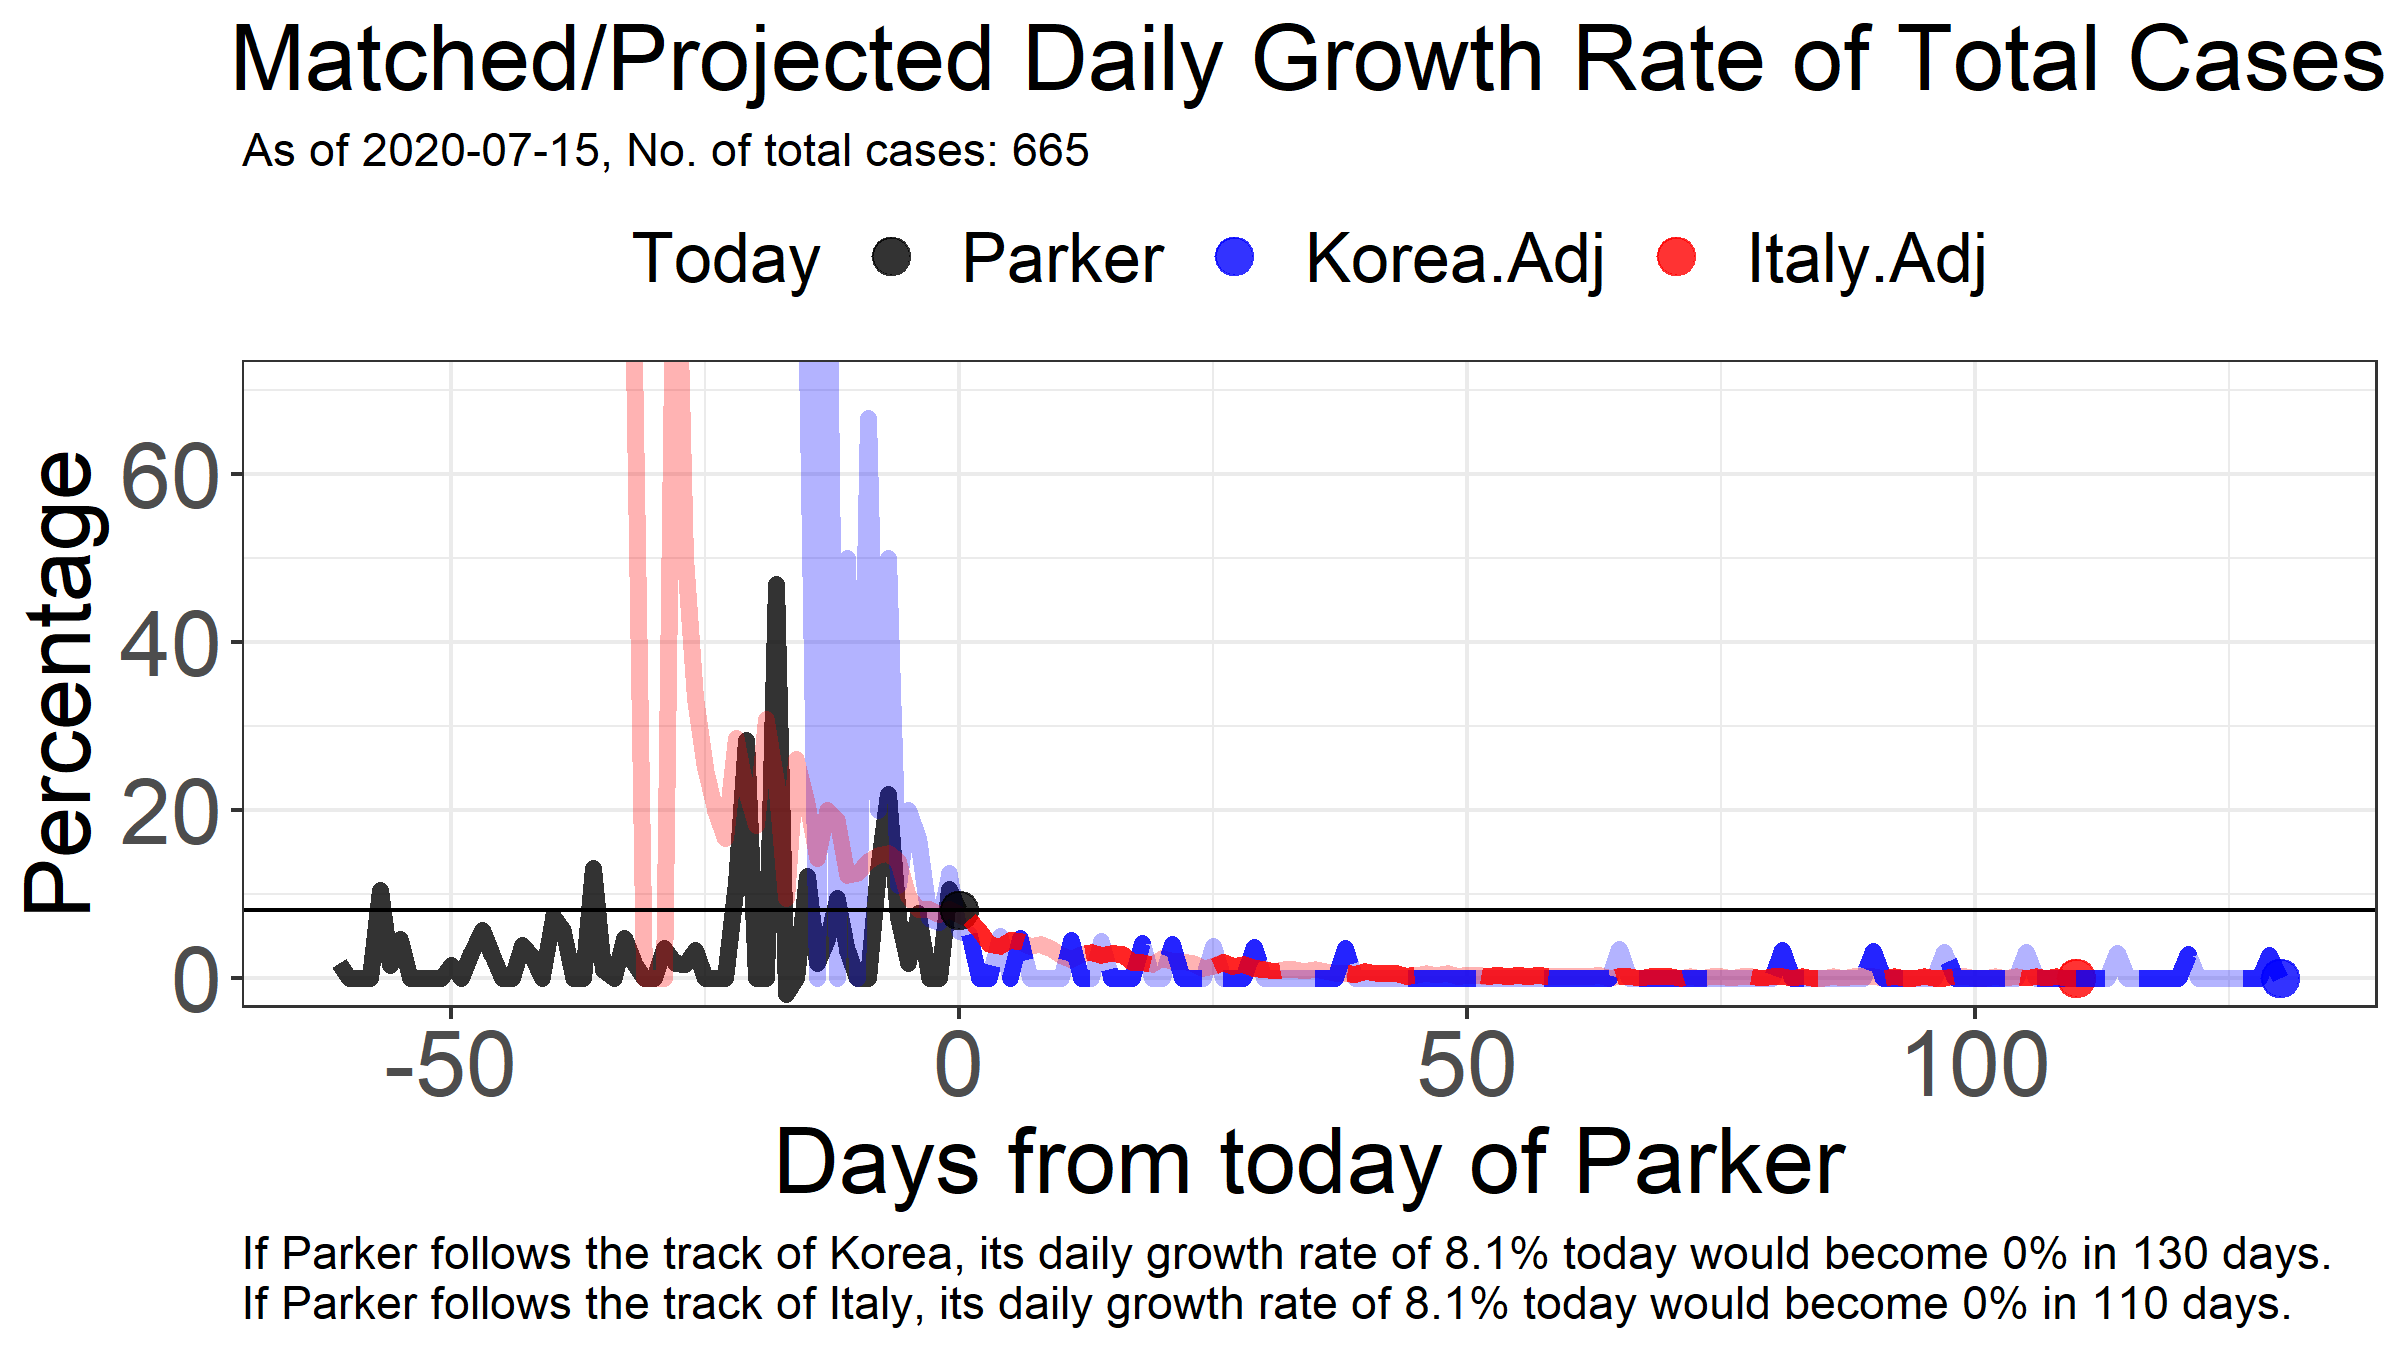 Matched/Projected Daily Growth Rate of Total Cases
As of 2020-07-15, No. of total cases: 665
Today Parker Korea.Adj Italy.Adj
Percentage
60
40
20
0
-50 0 50 100
Days from today of Parker
If Parker follows the track of Korea, its daily growth rate of 8.1% today would become 0% in 130 days.
If Parker follows the track of Italy, its daily growth rate of 8.1% today would become 0% in 110 days.